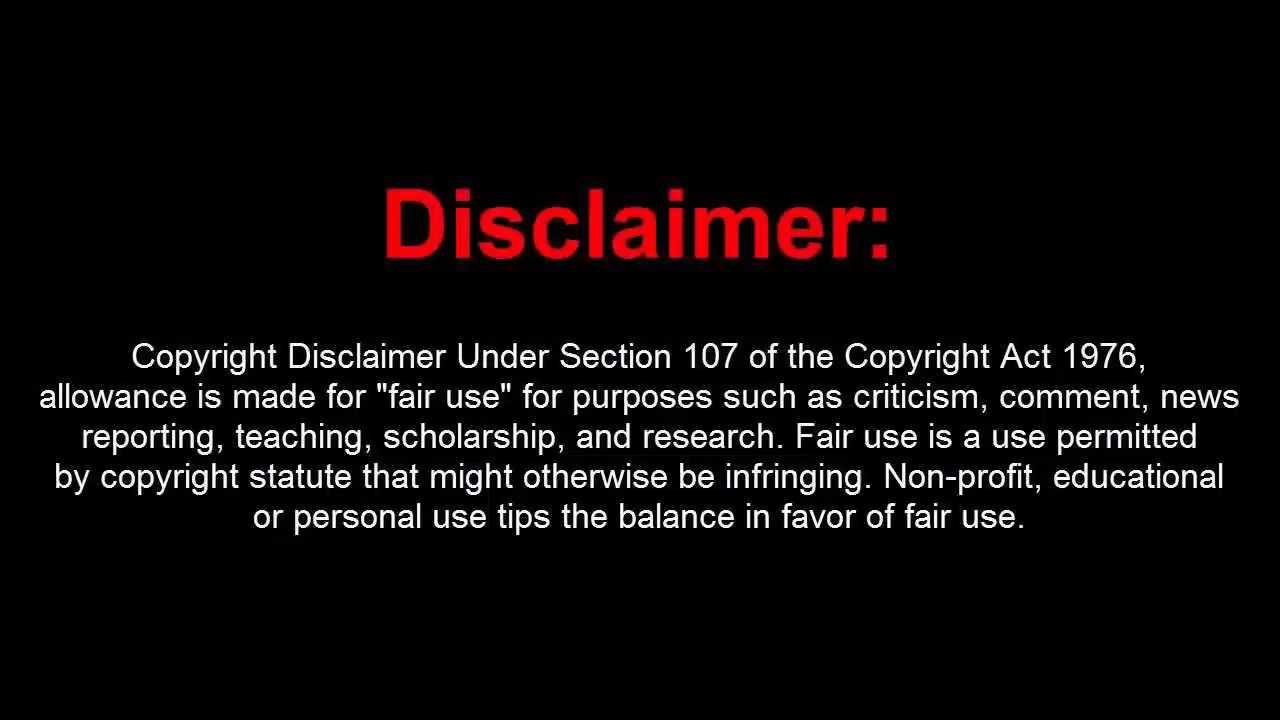 Disclaimer:
Copyright Disclaimer Under Section 107 of the Copyright Act 1976,
allowance is made for "fair use" for purposes such as criticism, comment, news
reporting, teaching, scholarship, and research. Fair use is a use permitted
by copyright statute that might otherwise be infringing. Non-profit, educational
or personal use tips the balance in favor of fair use.